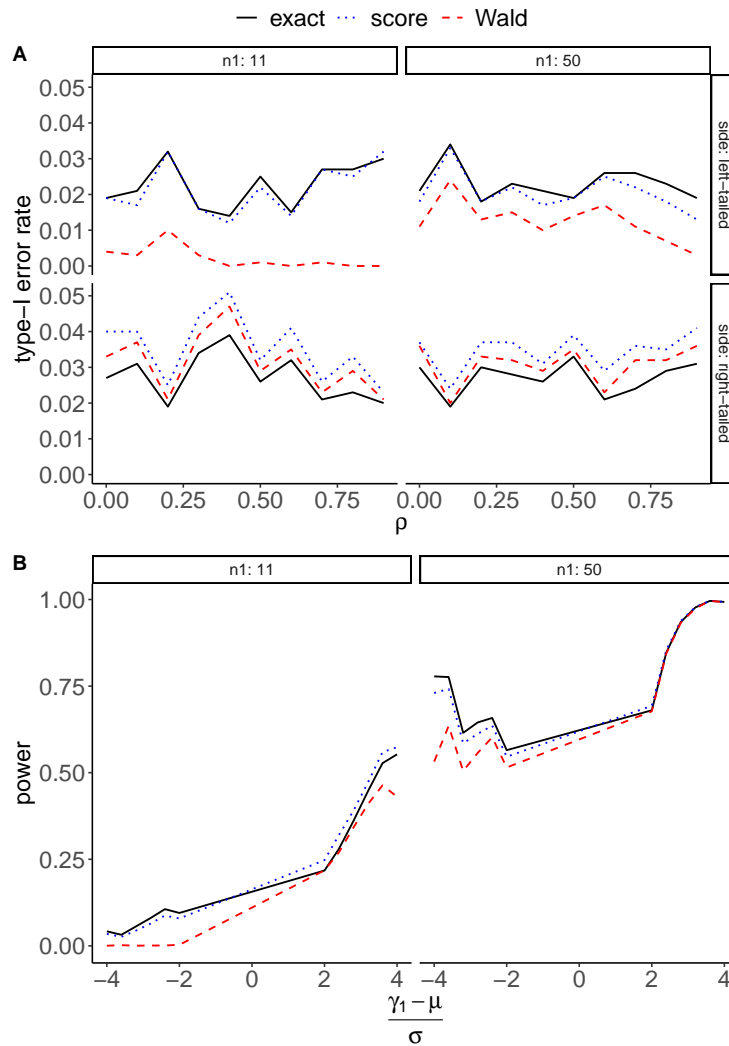 exact score Wald
A
n1: 11 n1: 50
0.05
0.04
0.03
0.02
0.01
0.00
side: left−tailed
0.05
0.04
0.03
0.02
0.01
0.00
side: right−tailed
type−I error rate
0.00 0.25 0.50 0.75 0.00 0.25 0.50 0.75
ρ
B
n1: 11 n1: 50
1.00
0.75
0.50
0.25
0.00
power
−4 −2 0 2 4 −4 −2 0 2 4
γ1 − μ
σ